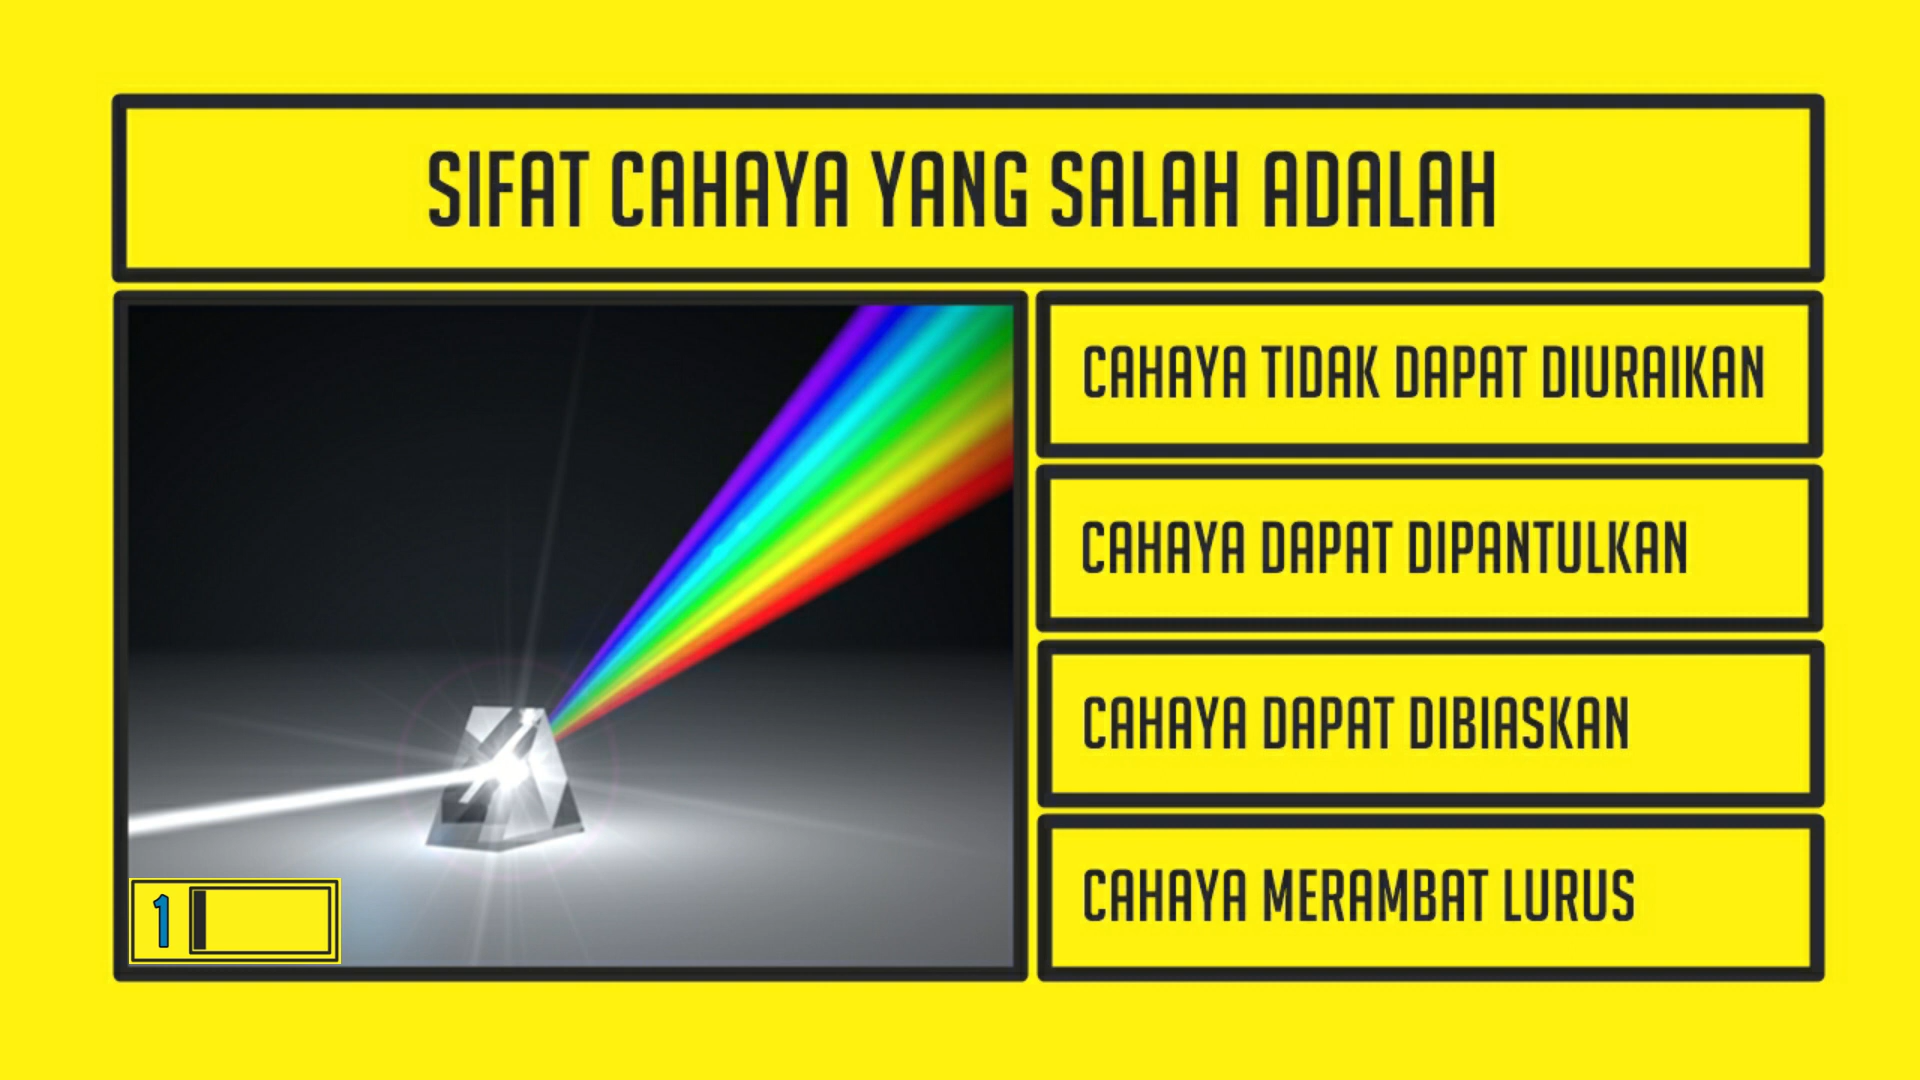 SIFAT CAHAYA YANG SALAH ADALAH
CAHAYA TIDAK DAPAT DIURAIKAN
CAHAYA DAPAT DIPANTULKAN
CAHAYA DAPAT DIBIASKAN
CAHAYA MERAMBAT LURUS
1